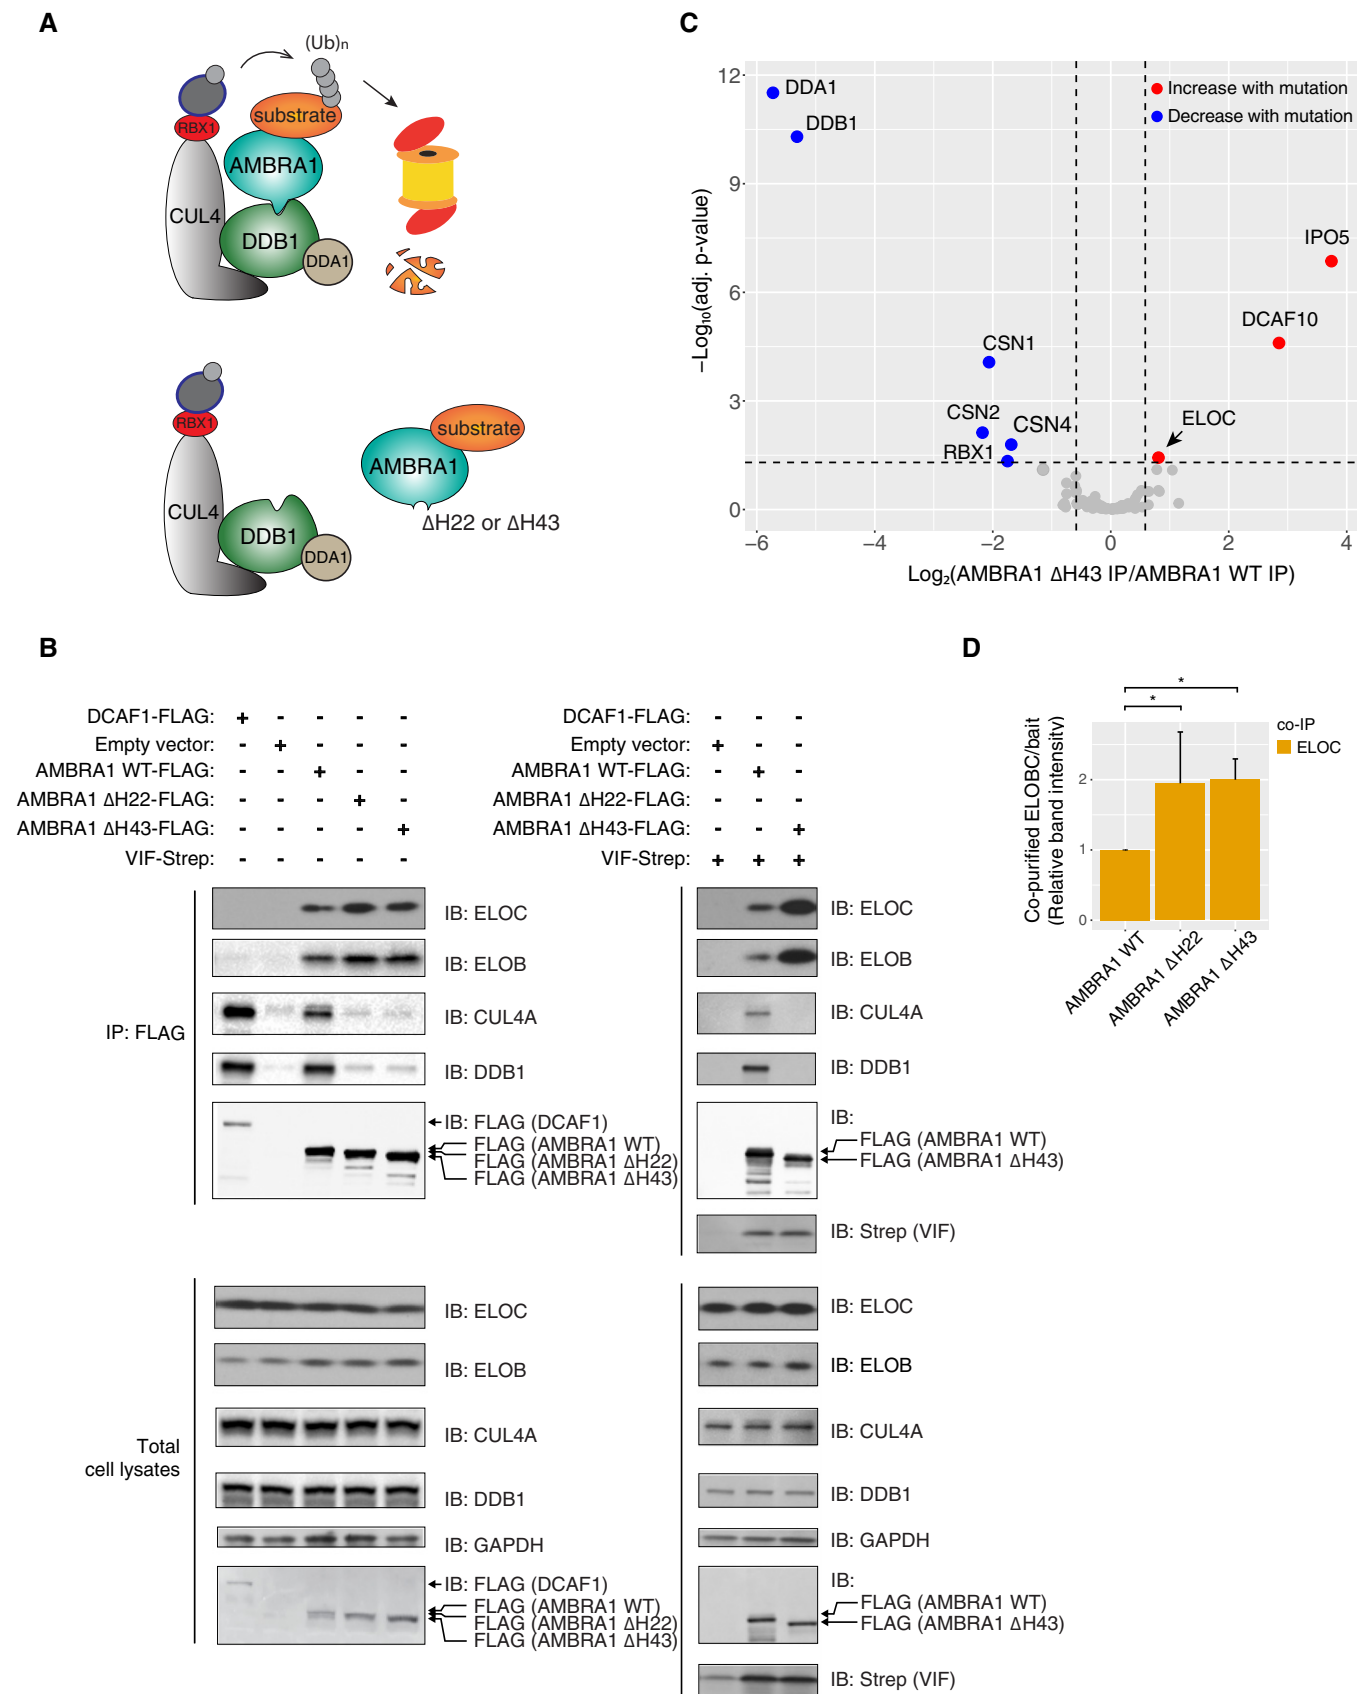 A
(Ub)n
substrate
RBX1
AMBRA1
CUL4
DDB1
DDA1
RBX1
substrate
AMBRA1
CUL4
DDB1
DDA1
ΔH22 or ΔH43
C
12
9
6
3
0
−Log₁₀(adj. p-value)
DDA1
DDB1
Increase with mutation
Decrease with mutation
IPO5
DCAF10
CSN1
CSN2
CSN4
RBX1
ELOC
−6 −4 −2 0 2 4
Log₂(AMBRA1 ΔH43 IP/AMBRA1 WT IP)
B
DCAF1-FLAG: + - - - -
Empty vector: - + - - -
AMBRA1 WT-FLAG: - - + - -
AMBRA1 ΔH22-FLAG: - - - + -
AMBRA1 ΔH43-FLAG: - - - - +
VIF-Strep: - - - - -
IP: FLAG
IB: ELOC
IB: ELOB
IB: CUL4A
IB: DDB1
IB: FLAG (DCAF1)
FLAG (AMBRA1 WT)
FLAG (AMBRA1 ΔH22)
FLAG (AMBRA1 ΔH43)
Total
cell lysates
IB: ELOC
IB: ELOB
IB: CUL4A
IB: DDB1
IB: GAPDH
IB: FLAG (DCAF1)
FLAG (AMBRA1 WT)
FLAG (AMBRA1 ΔH22)
FLAG (AMBRA1 ΔH43)
DCAF1-FLAG: - - -
Empty vector: + - -
AMBRA1 WT-FLAG: - + -
AMBRA1 ΔH22-FLAG: - - -
AMBRA1 ΔH43-FLAG: - - +
VIF-Strep: + + +
IB: ELOC
IB: ELOB
IB: CUL4A
IB: DDB1
IB:
FLAG (AMBRA1 WT)
FLAG (AMBRA1 ΔH43)
IB: Strep (VIF)
IB: ELOC
IB: ELOB
IB: CUL4A
IB: DDB1
IB: GAPDH
IB:
FLAG (AMBRA1 WT)
FLAG (AMBRA1 ΔH43)
IB: Strep (VIF)
D
*
*
Co-purified ELOBC/bait
(Relative band intensity)
2
1
0
AMBRA1 WT
AMBRA1 ΔH22
AMBRA1 ΔH43
co-IP
ELOC